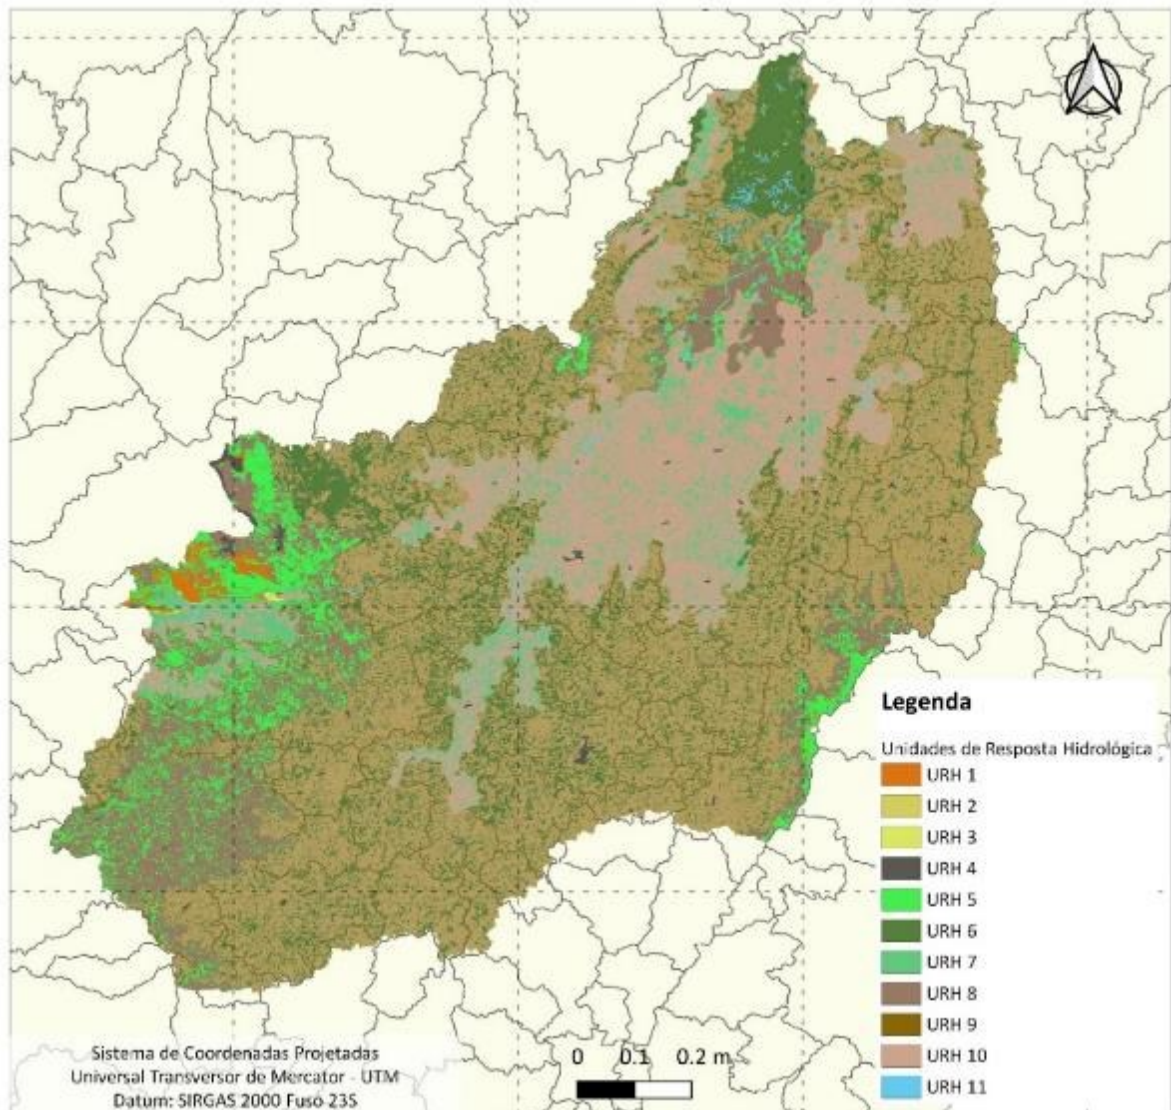 Legenda
Unidades de Resposta Hidrológica
URH 1
URH 2
URH 3
URH 4
URH 5
URH 6
URH 7
URH 8
URH 9
URH 10
URH 11
Sistema de Coordenadas Projetadas
Universal Transversor de Mercator - UTM
Datum: SIRGAS 2000 Fuso 23S
0 0.1 0.2 m